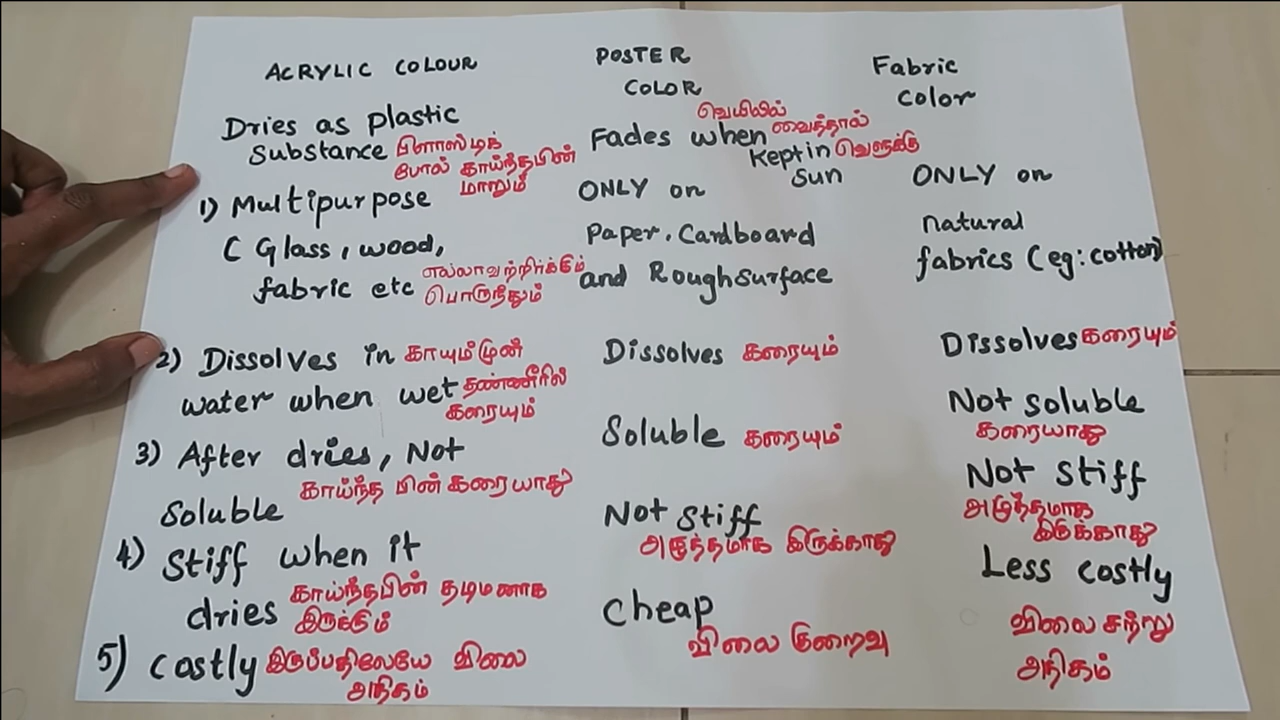 ACRYLIC COLOUR
POSTER
COLOR
Fabric
color
Dries as plastic
substance பிளாஸ்டிக்
போல் காய்ந்தபின்
மாறும்
வெயிலில்
Fades when வைத்தால்
Kept in வெளுக்கு
Sun
1) Multipurpose
( Glass, wood,
fabric etc எல்லாவற்றிற்க்கும்
பொருந்தும்
ONLY on
Paper, Cardboard
and Rough surface
ONLY on
natural
fabrics (eg: cotton)
2) Dissolves in காயும்முன்
water when wet தண்ணீரில்
கரையும்
Dissolves கரையும்
Dissolves கரையும்
3) After dries, Not
Soluble காய்ந்த பின் கரையாது
Soluble கரையும்
Not soluble
கரையாது
4) Stiff when it
dries காய்ந்தபின் தடிமனாக
இருக்கும்
Not stiff
அழுத்தமாக இருக்காது
Not stiff
அழுத்தமாக
இருக்காது
5) Costly இருப்பதிலேயே விலை
அதிகம்
Cheap
விலை குறைவு
Less costly
விலை சற்று
அதிகம்